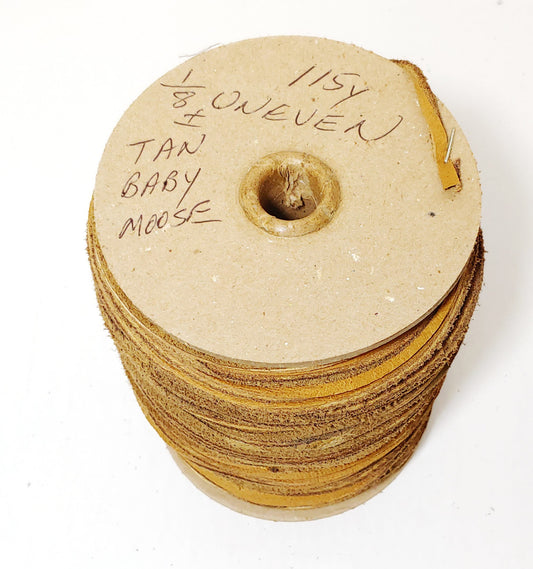 115Y
1/8 ± UNEVEN
TAN
BABY
MOOSE